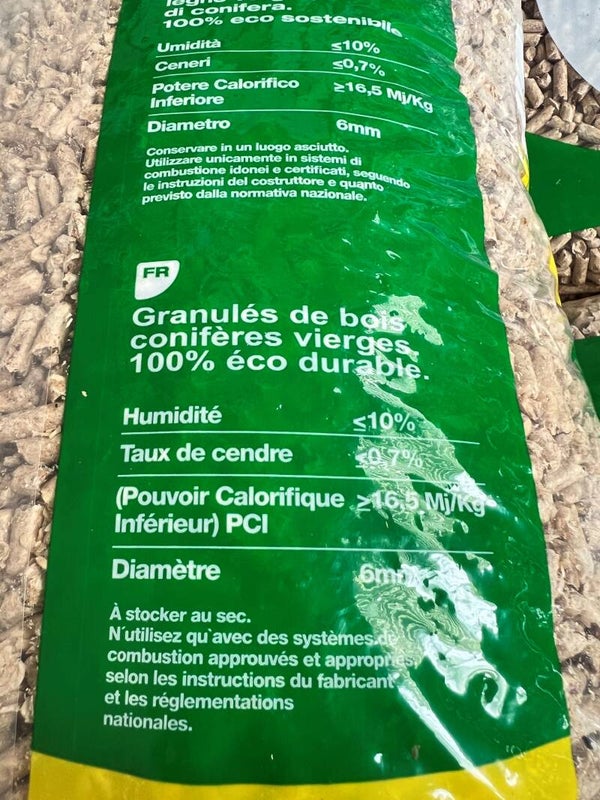 di conifera.
100% eco sostenibile
Umidità ≤10%
Ceneri ≤0,7%
Potere Calorifico ≥16,5 Mj/Kg
Inferiore
Diametro 6mm
Conservare in un luogo asciutto.
Utilizzare unicamente in sistemi di
combustione idonei e certificati, seguendo
le instruzioni del costruttore e quanto
previsto dalla normativa nazionale.
FR
Granulés de bois
conifères vierges
100% éco durable.
Humidité ≤10%
Taux de cendre ≤0,7%
(Pouvoir Calorifique ≥16,5 Mj/Kg
Inférieur) PCI
Diamètre 6mm
À stocker au sec.
N'utilisez qu'avec des systèmes de
combustion approuvés et appropriés,
selon les instructions du fabricant
et les réglementations
nationales.